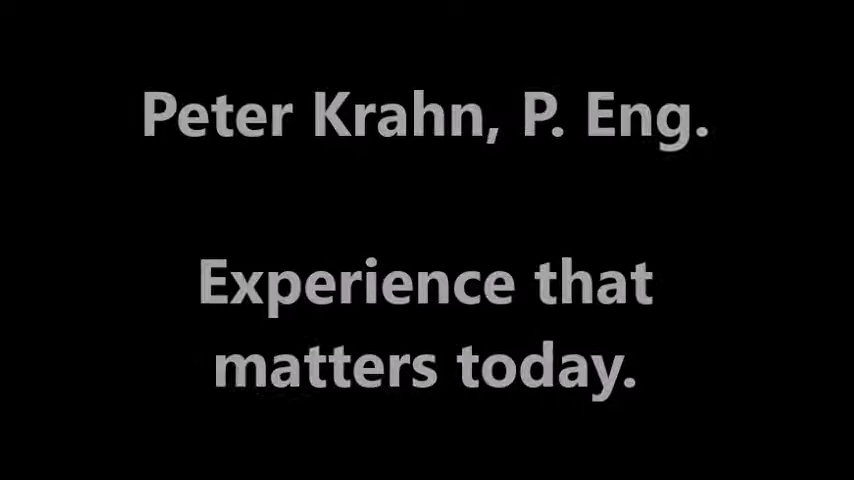 Peter Krahn, P. Eng.
Experience that
matters today.